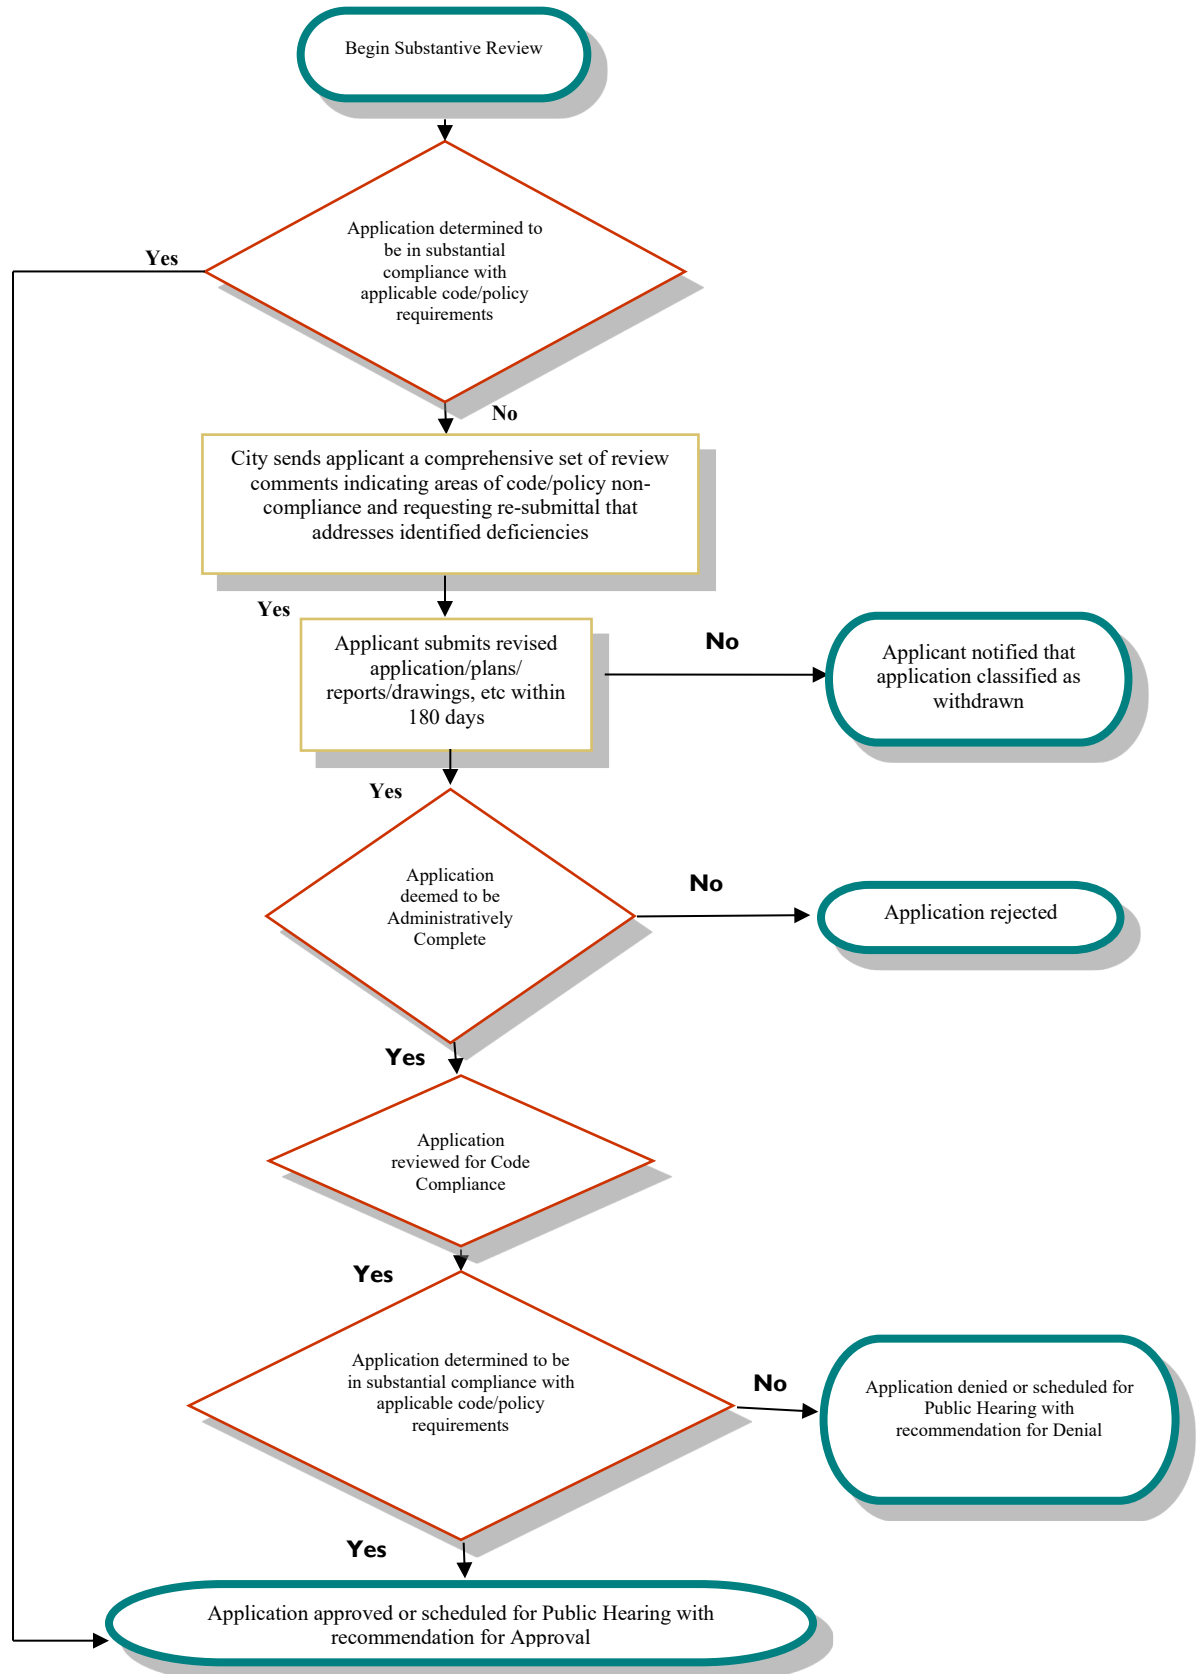 Begin Substantive Review
Application determined to
be in substantial
compliance with
applicable code/policy
requirements
Yes
No
City sends applicant a comprehensive set of review
comments indicating areas of code/policy non-
compliance and requesting re-submittal that
addresses identified deficiencies
Yes
Applicant submits revised
application/plans/
reports/drawings, etc within
180 days
No
Applicant notified that
application classified as
withdrawn
Yes
Application
deemed to be
Administratively
Complete
No
Application rejected
Yes
Application
reviewed for Code
Compliance
Yes
Application determined to be
in substantial compliance with
applicable code/policy
requirements
No
Application denied or scheduled for
Public Hearing with
recommendation for Denial
Yes
Application approved or scheduled for Public Hearing with
recommendation for Approval